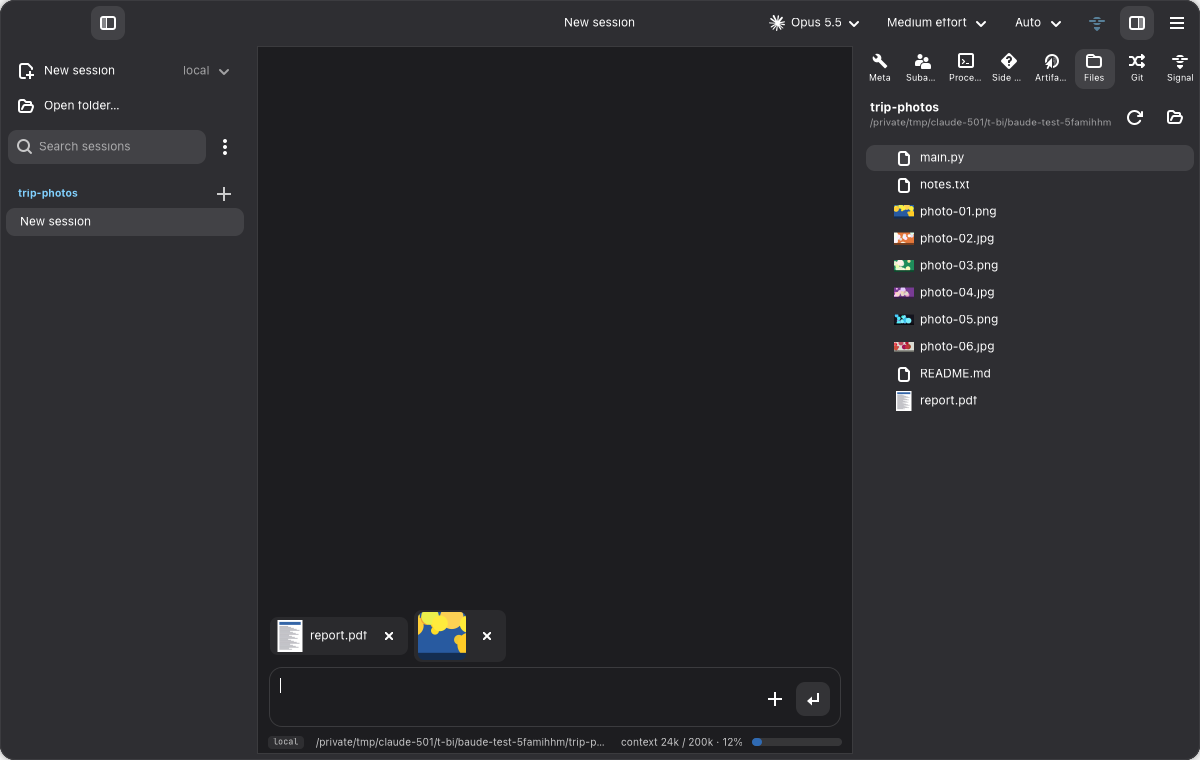 New session
Opus 5.5
Medium effort
Auto
New session
local
Open folder...
Search sessions
trip-photos
New session
Meta
Suba...
Proce...
Side ...
Artifa...
Files
Git
Signal
trip-photos
/private/tmp/claude-501/t-bi/baude-test-5famihhm
main.py
notes.txt
photo-01.png
photo-02.jpg
photo-03.png
photo-04.jpg
photo-05.png
photo-06.jpg
README.md
report.pdf
report.pdf
local
/private/tmp/claude-501/t-bi/baude-test-5famihhm/trip-p...
context 24k / 200k · 12%